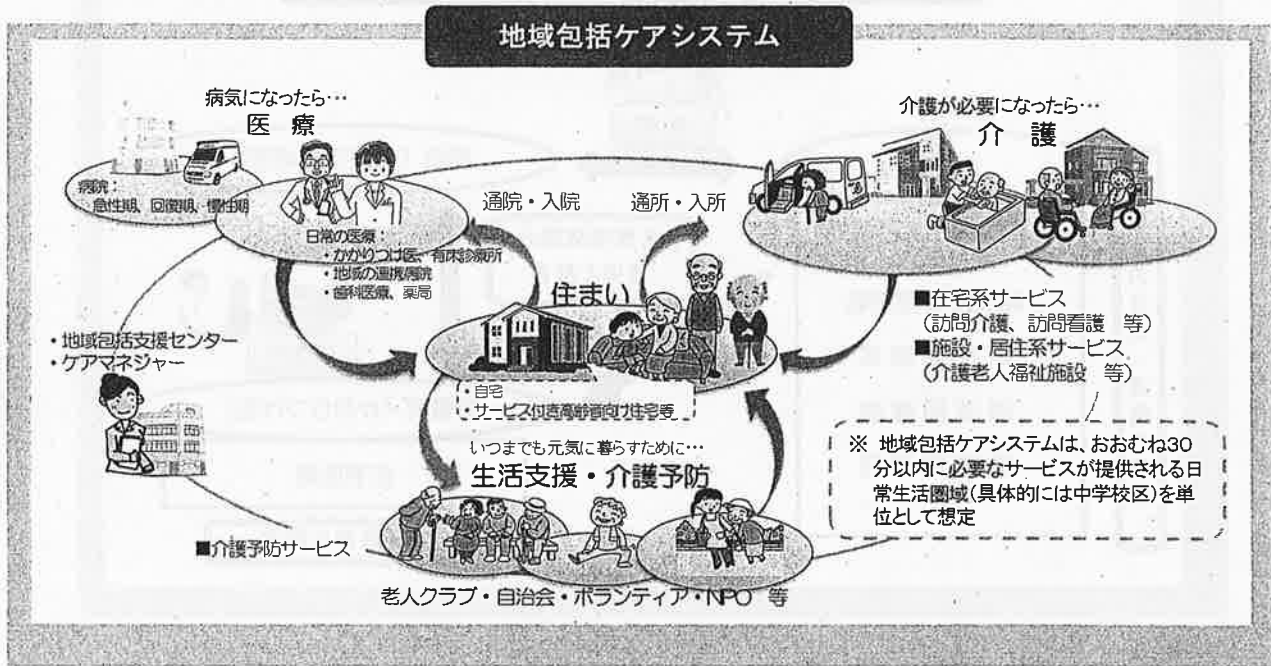 地域包括ケアシステム
病気になったら…
医 療
病院：
急性期、回復期、慢性期
日常の医療：
・かかりつけ医、有床診療所
・地域の連携病院
・歯科医療、薬局
通院・入院
通所・入所
介護が必要になったら…
介 護
■在宅系サービス
（訪問介護、訪問看護 等）
■施設・居住系サービス
（介護老人福祉施設 等）
住まい
・自宅
・サービス付き高齢者向け住宅等
・地域包括支援センター
・ケアマネジャー
いつまでも元気に暮らすために…
生活支援・介護予防
■介護予防サービス
老人クラブ・自治会・ボランティア・NPO 等
※ 地域包括ケアシステムは、おおむね30
分以内に必要なサービスが提供される日
常生活圏域（具体的には中学校区）を単
位として想定